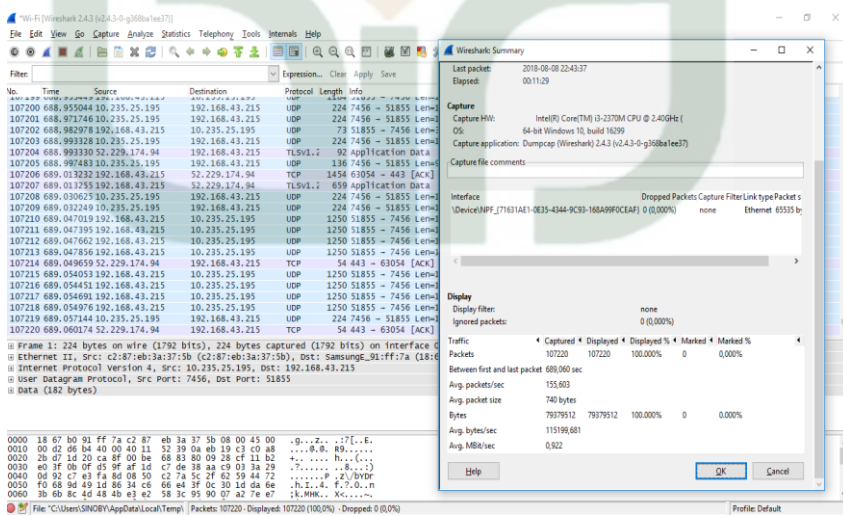 *Wi-Fi [Wireshark 2.4.3 (v2.4.3-0-g368ba1ee37)]
File Edit View Go Capture Analyze Statistics Telephony Tools Internals Help
Filter: Expression... Clear Apply Save
No. Time Source Destination Protocol Length Info
107200 688.955044 10.235.25.195 192.168.43.215 UDP 224 7456 → 51855 Len=1
107201 688.971746 10.235.25.195 192.168.43.215 UDP 224 7456 → 51855 Len=1
107202 688.982978 192.168.43.215 10.235.25.195 UDP 73 51855 → 7456 Len=3
107203 688.993328 10.235.25.195 192.168.43.215 UDP 224 7456 → 51855 Len=1
107204 688.993330 52.229.174.94 192.168.43.215 TLSv1.2 92 Application Data
107205 688.997483 10.235.25.195 192.168.43.215 UDP 136 7456 → 51855 Len=9
107206 689.013232 192.168.43.215 52.229.174.94 TCP 1454 63054 → 443 [ACK]
107207 689.013255 192.168.43.215 52.229.174.94 TLSv1.2 659 Application Data
107208 689.030625 10.235.25.195 192.168.43.215 UDP 224 7456 → 51855 Len=1
107209 689.032249 10.235.25.195 192.168.43.215 UDP 224 7456 → 51855 Len=1
107210 689.047019 192.168.43.215 10.235.25.195 UDP 1250 51855 → 7456 Len=1
107211 689.047395 192.168.43.215 10.235.25.195 UDP 1250 51855 → 7456 Len=1
107212 689.047662 192.168.43.215 10.235.25.195 UDP 1250 51855 → 7456 Len=1
107213 689.047856 192.168.43.215 10.235.25.195 UDP 1250 51855 → 7456 Len=1
107214 689.049659 52.229.174.94 192.168.43.215 TCP 54 443 → 63054 [ACK]
107215 689.054053 192.168.43.215 10.235.25.195 UDP 1250 51855 → 7456 Len=1
107216 689.054451 192.168.43.215 10.235.25.195 UDP 1250 51855 → 7456 Len=1
107217 689.054691 192.168.43.215 10.235.25.195 UDP 1250 51855 → 7456 Len=1
107218 689.054976 192.168.43.215 10.235.25.195 UDP 1250 51855 → 7456 Len=1
107219 689.057144 10.235.25.195 192.168.43.215 UDP 224 7456 → 51855 Len=1
107220 689.060174 52.229.174.94 192.168.43.215 TCP 54 443 → 63054 [ACK]
Frame 1: 224 bytes on wire (1792 bits), 224 bytes captured (1792 bits) on interface 0
Ethernet II, Src: c2:87:eb:3a:37:5b (c2:87:eb:3a:37:5b), Dst: SamsungE_91:ff:7a (18:6
Internet Protocol Version 4, Src: 10.235.25.195, Dst: 192.168.43.215
User Datagram Protocol, Src Port: 7456, Dst Port: 51855
Data (182 bytes)
0000 18 67 b0 91 ff 7a c2 87 eb 3a 37 5b 08 00 45 00 .g...z.. .:7[..E.
0010 00 d2 d6 b4 40 00 40 11 52 39 0a eb 19 c3 c0 a8 ....@.@. R9......
0020 2b d7 1d 20 ca 8f 00 be 68 83 80 09 28 cf 11 b2 +.. .... h...(...
0030 e0 3f 0b 0f d5 9f af 1d c7 de 38 aa c9 03 3a 29 .?...... ..8...:)
0040 0d 92 c7 e3 fa 8d 08 50 c2 7a 5c 2f 62 59 44 72 .......P .z\/bYDr
0050 f0 68 9d 49 1d 86 34 c6 66 e4 3f 0c 30 1d da 6e .h.I..4. f.?.0..n
0060 3b 6b 8c 4d 48 4b e3 e2 58 3c 95 90 07 a2 7e e7 ;k.MHK.. X<....~.
File: "C:\Users\SINOBY\AppData\Local\Temp\ Packets: 107220 · Displayed: 107220 (100,0%) · Dropped: 0 (0,0%) Profile: Default
Wireshark: Summary
Last packet: 2018-08-08 22:43:37
Elapsed: 00:11:29
Capture
Capture HW: Intel(R) Core(TM) i3-2370M CPU @ 2.40GHz (
OS: 64-bit Windows 10, build 16299
Capture application: Dumpcap (Wireshark) 2.4.3 (v2.4.3-0-g368ba1ee37)
Capture file comments
Interface Dropped Packets Capture Filter Link type Packet s
\Device\NPF_{71631AE1-0E35-4344-9C93-168A99F0CEAF} 0 (0,000%) none Ethernet 65535 by
Display
Display filter: none
Ignored packets: 0 (0,000%)
Traffic Captured Displayed Displayed % Marked Marked %
Packets 107220 107220 100.000% 0 0,000%
Between first and last packet 689,060 sec
Avg. packets/sec 155,603
Avg. packet size 740 bytes
Bytes 79379512 79379512 100.000% 0 0.000%
Avg. bytes/sec 115199,681
Avg. MBit/sec 0,922
Help OK Cancel